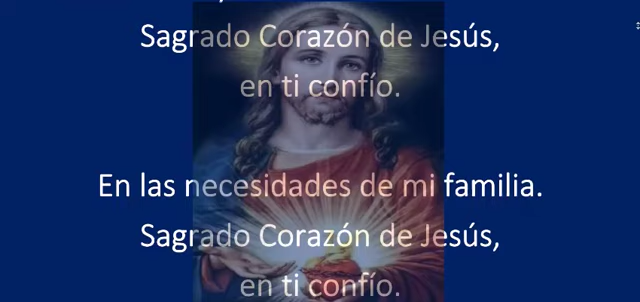 Sagrado Corazón de Jesús,
en ti confío.
En las necesidades de mi familia.
Sagrado Corazón de Jesús,
en ti confío.